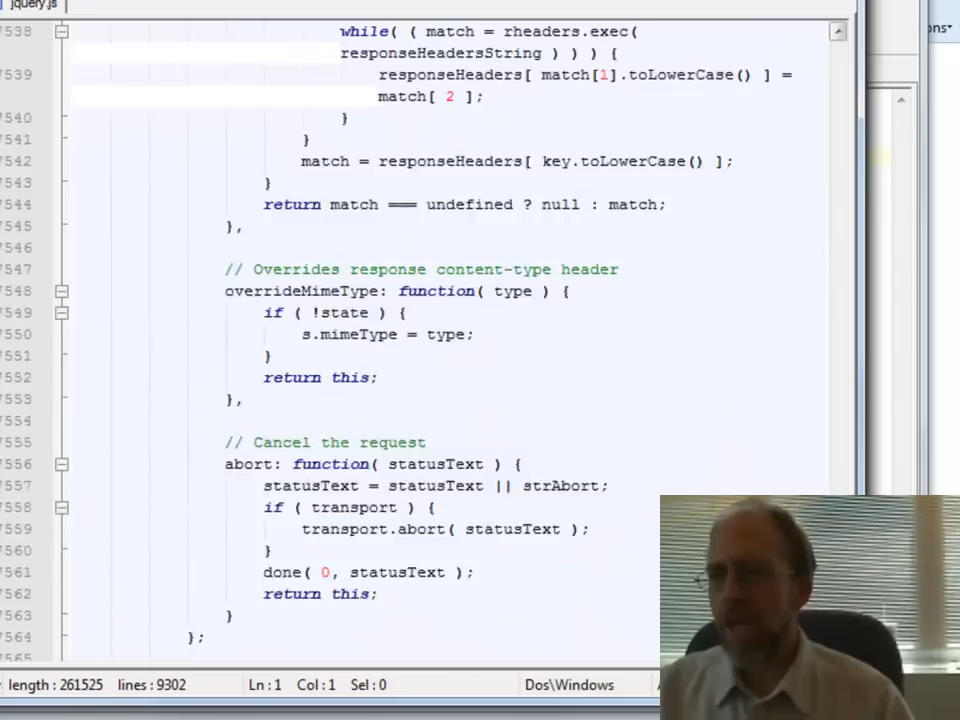 jquery.js
ons
7538 while( ( match = rheaders.exec(
responseHeadersString ) ) ) {
7539 responseHeaders[ match[1].toLowerCase() ] =
match[ 2 ];
7540 }
7541 }
7542 match = responseHeaders[ key.toLowerCase() ];
7543 }
7544 return match === undefined ? null : match;
7545 },
7546
7547 // Overrides response content-type header
7548 overrideMimeType: function( type ) {
7549 if ( !state ) {
7550 s.mimeType = type;
7551 }
7552 return this;
7553 },
7554
7555 // Cancel the request
7556 abort: function( statusText ) {
7557 statusText = statusText || strAbort;
7558 if ( transport ) {
7559 transport.abort( statusText );
7560 }
7561 done( 0, statusText );
7562 return this;
7563 }
7564 };
7565
length : 261525 lines : 9302 Ln : 1 Col : 1 Sel : 0 Dos\Windows